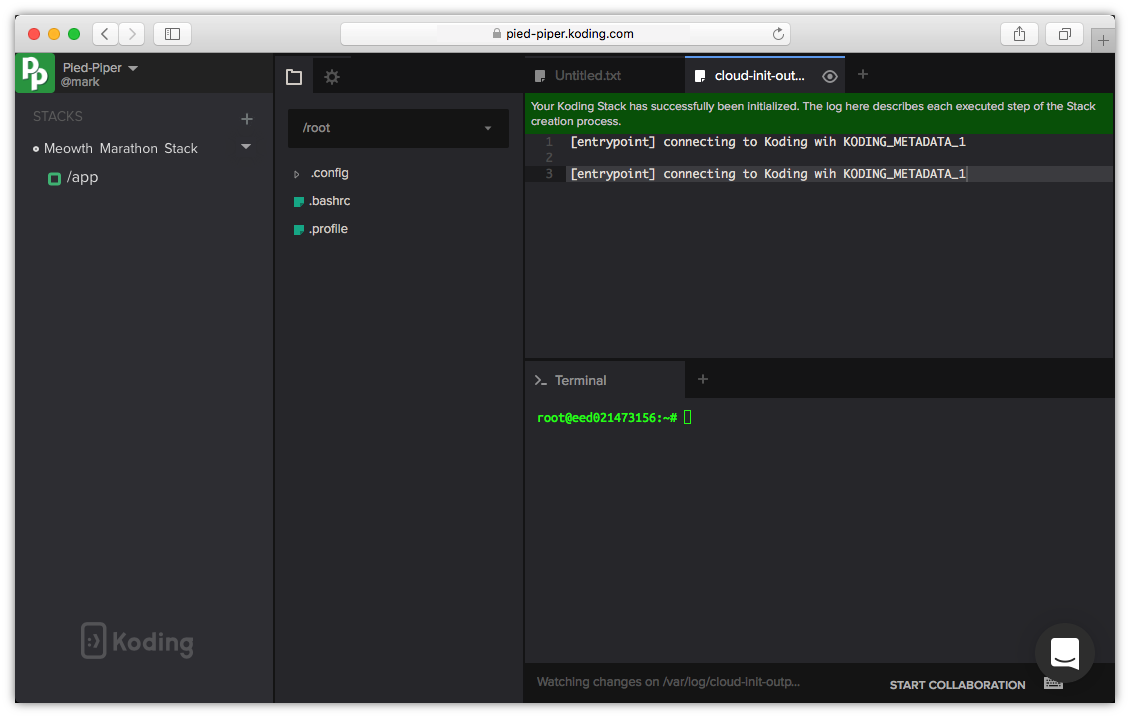 pied-piper.koding.com
Pied-Piper
@mark
STACKS
Meowth Marathon Stack
/app
Koding
/root
.config
.bashrc
.profile
Untitled.txt
cloud-init-out...
Your Koding Stack has successfully been initialized. The log here describes each executed step of the Stack
creation process.
1 [entrypoint] connecting to Koding wih KODING_METADATA_1
2
3 [entrypoint] connecting to Koding wih KODING_METADATA_1
Terminal
root@eed021473156:~#
Watching changes on /var/log/cloud-init-outp...
START COLLABORATION